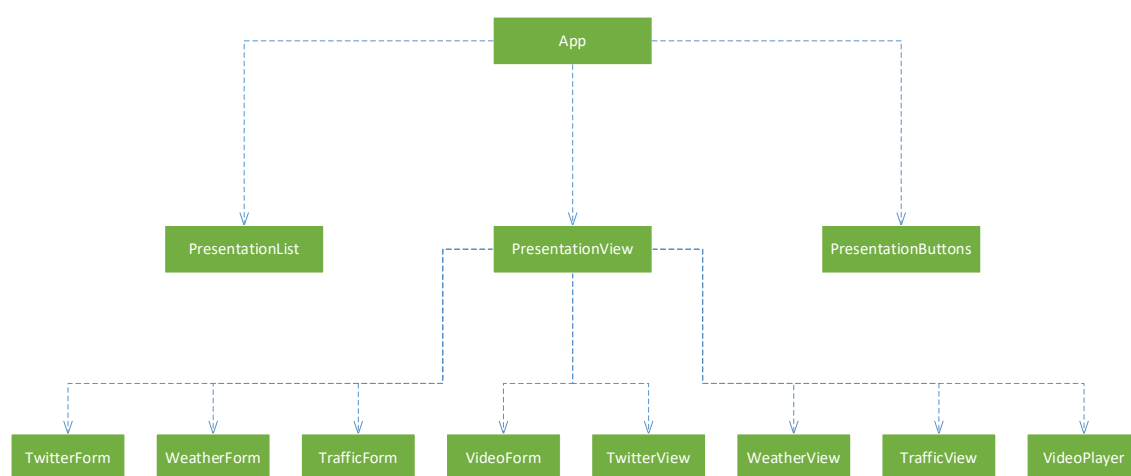 App
PresentationList
PresentationView
PresentationButtons
TwitterForm
WeatherForm
TrafficForm
VideoForm
TwitterView
WeatherView
TrafficView
VideoPlayer